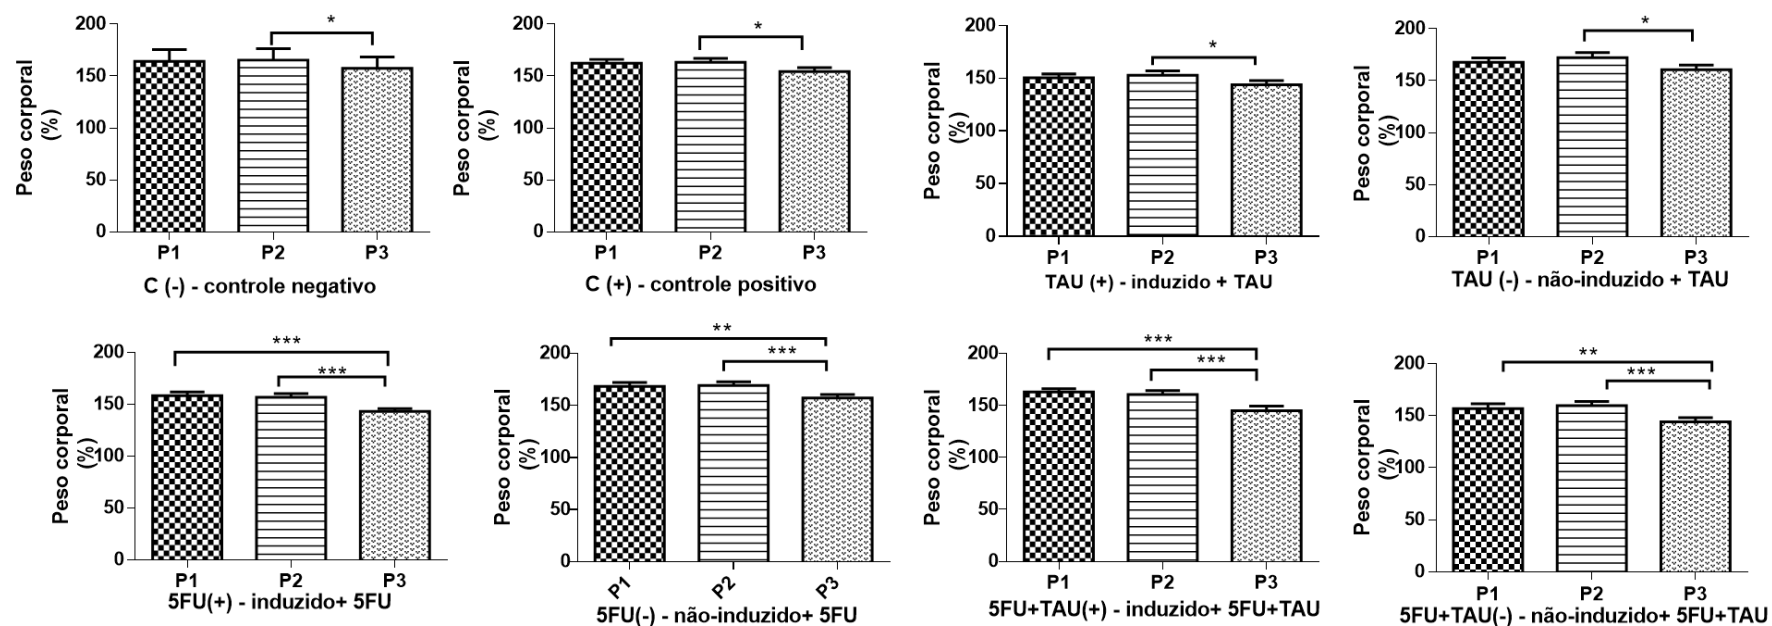 Peso corporal
(%)
200
150
100
50
0
*
P1 P2 P3
C (-) - controle negativo
Peso corporal
(%)
200
150
100
50
0
*
P1 P2 P3
C (+) - controle positivo
Peso corporal
(%)
200
150
100
50
0
*
P1 P2 P3
TAU (+) - induzido + TAU
Peso corporal
(%)
200
150
100
50
0
*
P1 P2 P3
TAU (-) - não-induzido + TAU
Peso corporal
(%)
200
150
100
50
0
***
***
P1 P2 P3
5FU(+) - induzido+ 5FU
Peso corporal
(%)
200
150
100
50
0
**
***
P1 P2 P3
5FU(-) - não-induzido+ 5FU
Peso corporal
(%)
200
150
100
50
0
***
***
P1 P2 P3
5FU+TAU(+) - induzido+ 5FU+TAU
Peso corporal
(%)
200
150
100
50
0
**
***
P1 P2 P3
5FU+TAU(-) - não-induzido+ 5FU+TAU